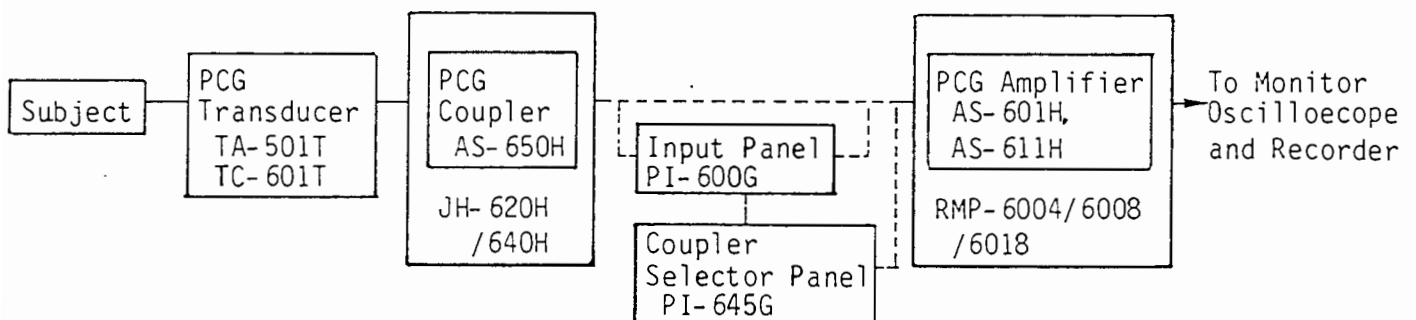 Subject
PCG
Transducer
TA-501T
TC-601T
PCG
Coupler
AS-650H
JH-620H
/640H
Input Panel
PI-600G
Coupler
Selector Panel
PI-645G
PCG Amplifier
AS-601H,
AS-611H
RMP-6004/6008
/6018
To Monitor
Oscilloecope
and Recorder